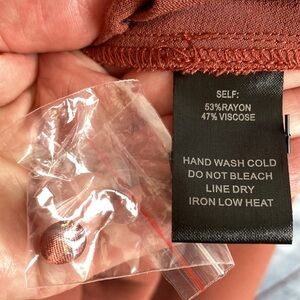 SELF:
53%RAYON
47% VISCOSE
HAND WASH COLD
DO NOT BLEACH
LINE DRY
IRON LOW HEAT